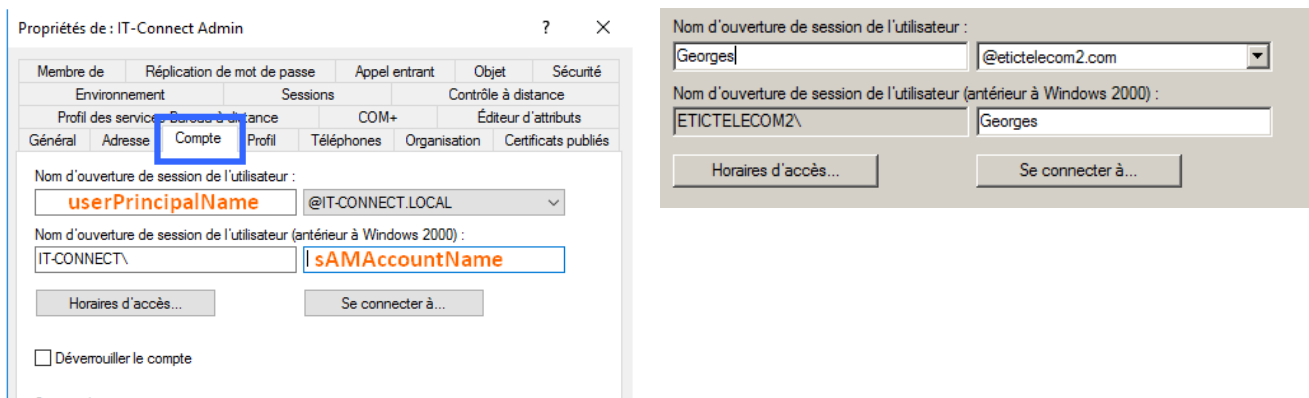 Propriétés de : IT-Connect Admin ? ×
Membre de Réplication de mot de passe Appel entrant Objet Sécurité
Environnement Sessions Contrôle à distance
Profil des services Bureau à distance COM+ Éditeur d'attributs
Général Adresse Compte Profil Téléphones Organisation Certificats publiés
Nom d'ouverture de session de l'utilisateur :
userPrincipalName @IT-CONNECT.LOCAL
Nom d'ouverture de session de l'utilisateur (antérieur à Windows 2000) :
IT-CONNECT\ sAMAccountName
Horaires d'accès... Se connecter à...
Déverrouiller le compte
Nom d'ouverture de session de l'utilisateur :
Georges @etictelecom2.com
Nom d'ouverture de session de l'utilisateur (antérieur à Windows 2000) :
ETICTELECOM2\ Georges
Horaires d'accès... Se connecter à...